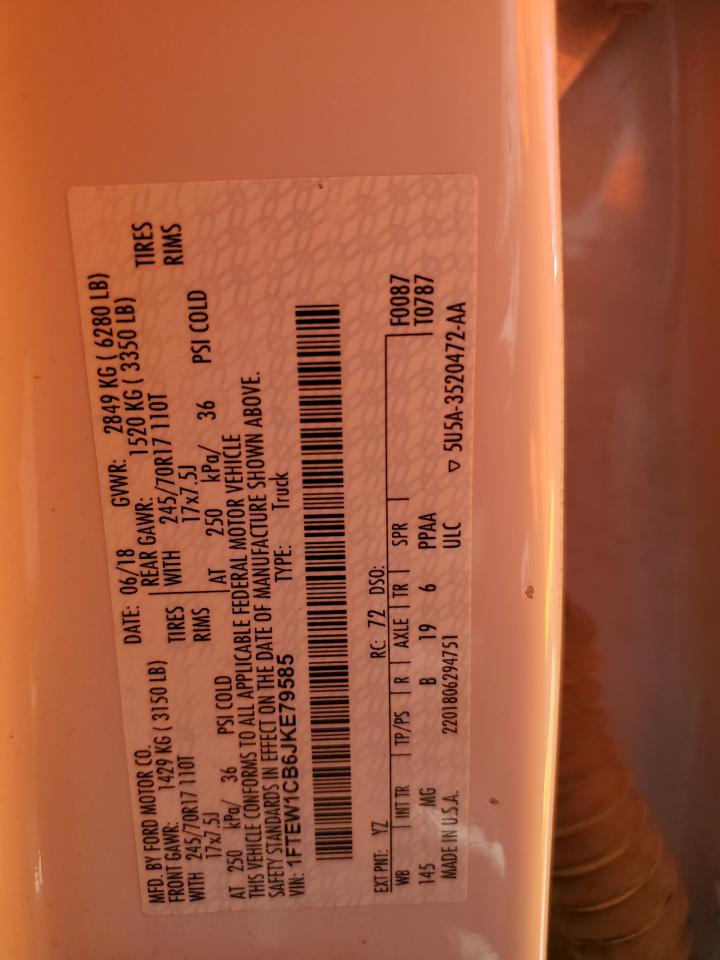 MFD. BY FORD MOTOR CO.
DATE: 06/18 GVWR: 2849 KG ( 6280 LB)
FRONT GAWR: 1429 KG ( 3150 LB)
REAR GAWR: 1520 KG ( 3350 LB)
WITH 245/70R17 110T TIRES
WITH 245/70R17 110T TIRES
17x7.5J RIMS
17x7.5J RIMS
AT 250 kPa/ 36 PSI COLD
AT 250 kPa/ 36 PSI COLD
THIS VEHICLE CONFORMS TO ALL APPLICABLE FEDERAL MOTOR VEHICLE
SAFETY STANDARDS IN EFFECT ON THE DATE OF MANUFACTURE SHOWN ABOVE.
VIN: 1FTEW1CB6JKE79585 TYPE: Truck
EXT PNT: YZ RC: 72 DSO: F0087
WB INT TR TP/PS R AXLE TR SPR T0787
145 MG B 19 6 PPAA
MADE IN U.S.A. 2201806294751 ULC ▽ 5U5A-3520472-AA